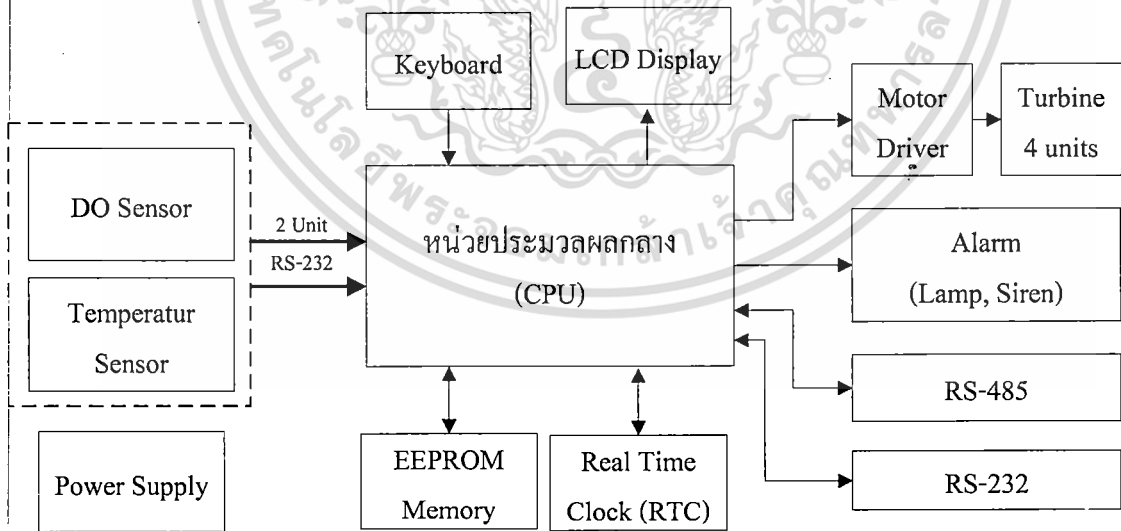 Keyboard
LCD Display
Motor
Driver
Turbine
4 units
DO Sensor
Temperatur
Sensor
2 Unit
RS-232
หน่วยประมวลผลกลาง
(CPU)
Alarm
(Lamp, Siren)
RS-485
RS-232
Power Supply
EEPROM
Memory
Real Time
Clock (RTC)